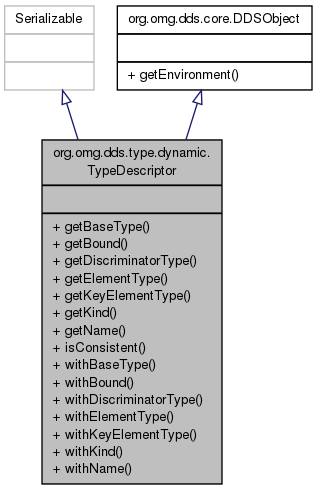 Serializable
org.omg.dds.core.DDSObject
+ getEnvironment()
org.omg.dds.type.dynamic.
TypeDescriptor
+ getBaseType()
+ getBound()
+ getDiscriminatorType()
+ getElementType()
+ getKeyElementType()
+ getKind()
+ getName()
+ isConsistent()
+ withBaseType()
+ withBound()
+ withDiscriminatorType()
+ withElementType()
+ withKeyElementType()
+ withKind()
+ withName()